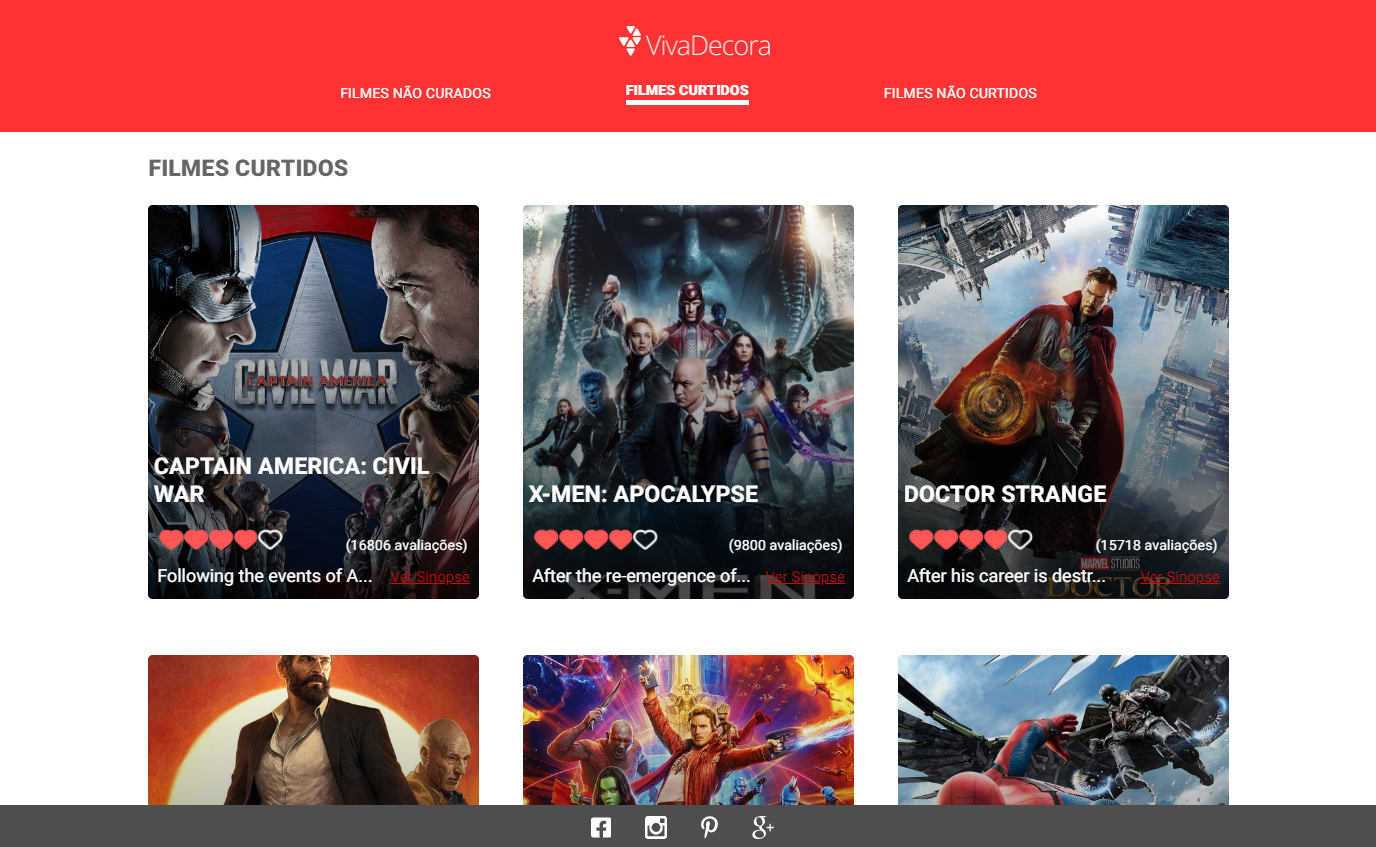 VivaDecora
FILMES NÃO CURADOS
FILMES CURTIDOS
FILMES NÃO CURTIDOS
FILMES CURTIDOS
CIVIL WAR
CAPTAIN AMERICA
CAPTAIN AMERICA: CIVIL
WAR
(16806 avaliações)
Following the events of A...
Ver Sinopse
X-MEN: APOCALYPSE
(9800 avaliações)
After the re-emergence of...
Ver Sinopse
X-MEN
DOCTOR STRANGE
(15718 avaliações)
MARVEL STUDIOS
After his career is destr...
Ver Sinopse
DOCTOR
g+